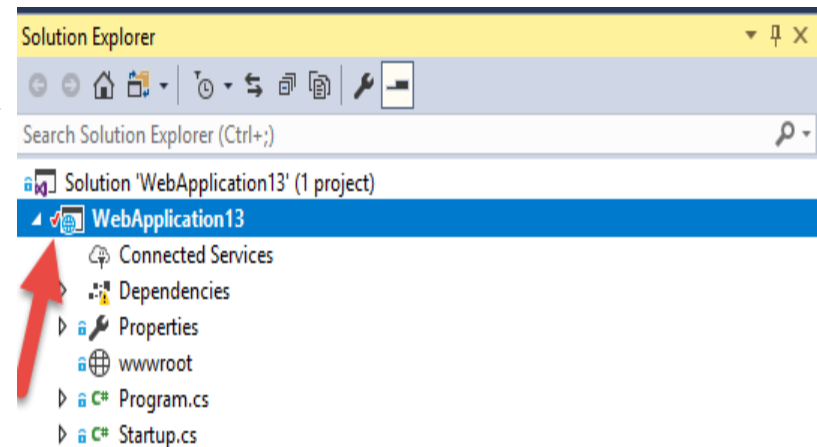 Solution Explorer
Search Solution Explorer (Ctrl+;)
Solution 'WebApplication13' (1 project)
WebApplication13
Connected Services
Dependencies
Properties
wwwroot
C# Program.cs
C# Startup.cs